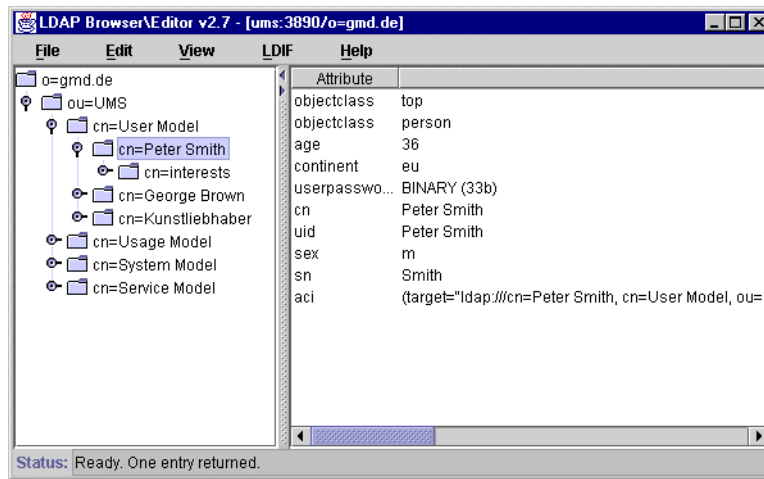 LDAP Browser\Editor v2.7 - [ums:3890/o=gmd.de]
File Edit View LDIF Help
o=gmd.de
ou=UMS
cn=User Model
cn=Peter Smith
cn=interests
cn=George Brown
cn=Kunstliebhaber
cn=Usage Model
cn=System Model
cn=Service Model
Attribute
objectclass top
objectclass person
age 36
continent eu
userpasswo... BINARY (33b)
cn Peter Smith
uid Peter Smith
sex m
sn Smith
aci (target="ldap:///cn=Peter Smith, cn=User Model, ou=
Status: Ready. One entry returned.